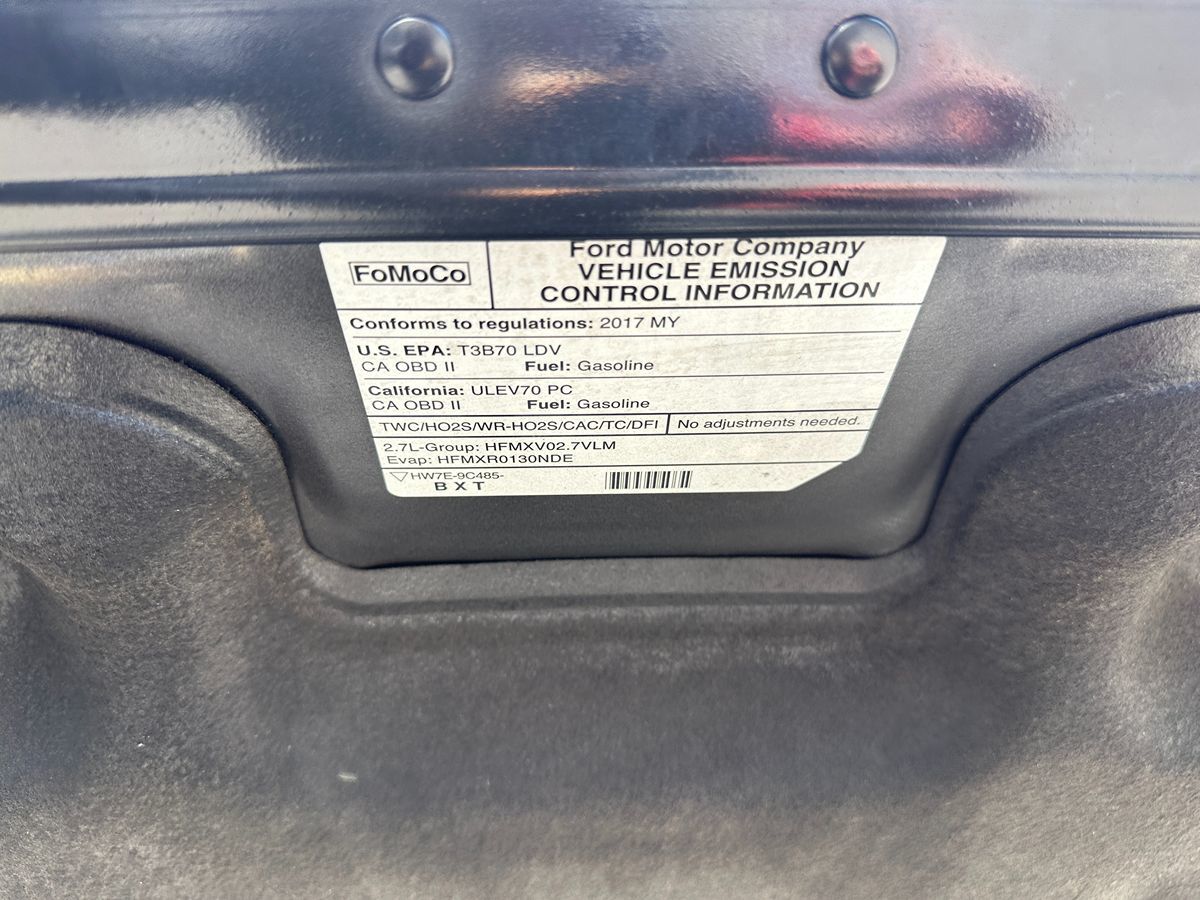 FoMoCo
Ford Motor Company
VEHICLE EMISSION
CONTROL INFORMATION
Conforms to regulations: 2017 MY
U.S. EPA: T3B70 LDV
CA OBD II Fuel: Gasoline
California: ULEV70 PC
CA OBD II Fuel: Gasoline
TWC/HO2S/WR-HO2S/CAC/TC/DFI No adjustments needed.
2.7L-Group: HFMXV02.7VLM
Evap: HFMXR0130NDE
HW7E-9C485-
B X T